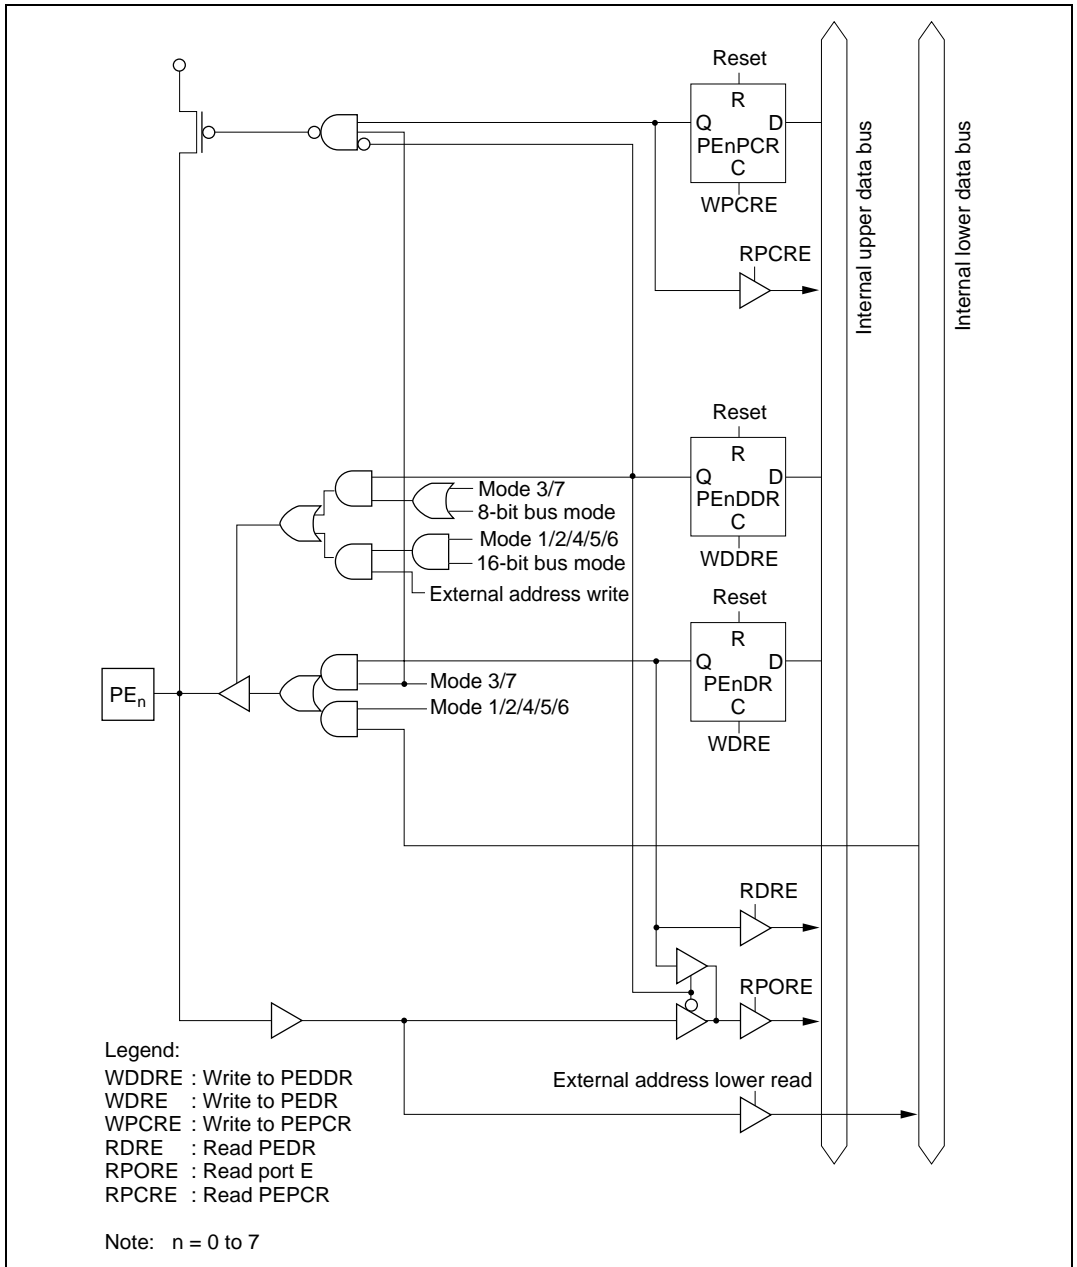 Reset
R
Q D
PEnPCR
C
WPCRE
RPCRE
Internal upper data bus
Internal lower data bus
Reset
R
Q D
PEnDDR
C
WDDRE
Mode 3/7
8-bit bus mode
Mode 1/2/4/5/6
16-bit bus mode
External address write
Reset
R
Q D
PEnDR
C
WDRE
PEn
Mode 3/7
Mode 1/2/4/5/6
RDRE
RPORE
External address lower read
Legend:
WDDRE : Write to PEDDR
WDRE : Write to PEDR
WPCRE : Write to PEPCR
RDRE : Read PEDR
RPORE : Read port E
RPCRE : Read PEPCR
Note: n = 0 to 7